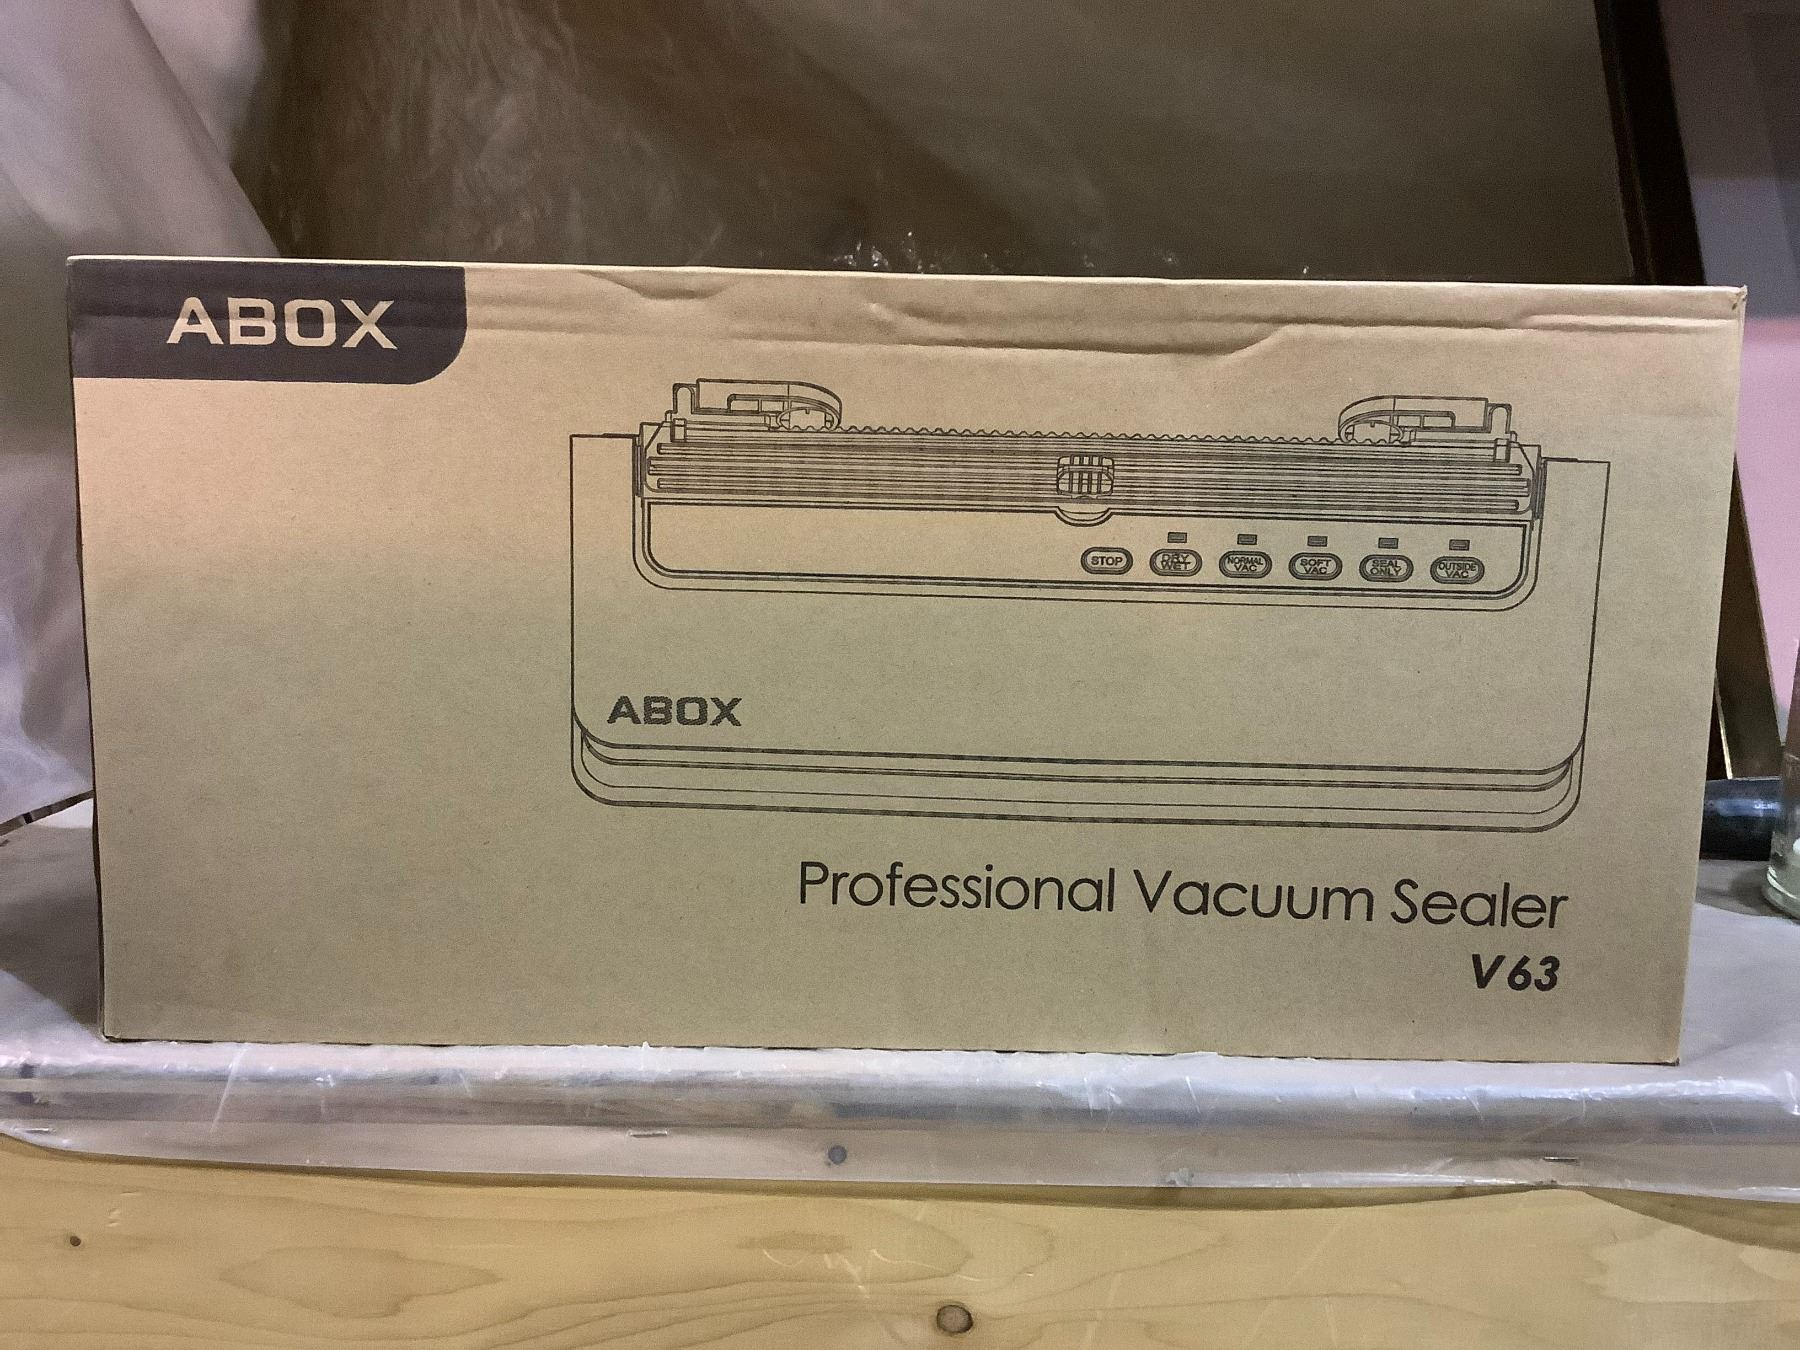 ABOX
STOP
DRY
WET
NORMAL
VAC
SOFT
VAC
SEAL
ONLY
OUTSIDE
VAC
ABOX
Professional Vacuum Sealer
V63